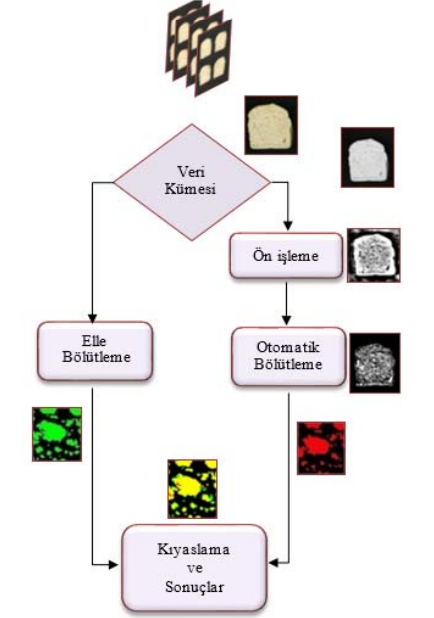 Veri
Kümesi
Ön işleme
Elle
Bölütleme
Otomatik
Bölütleme
Kıyaslama
ve
Sonuçlar